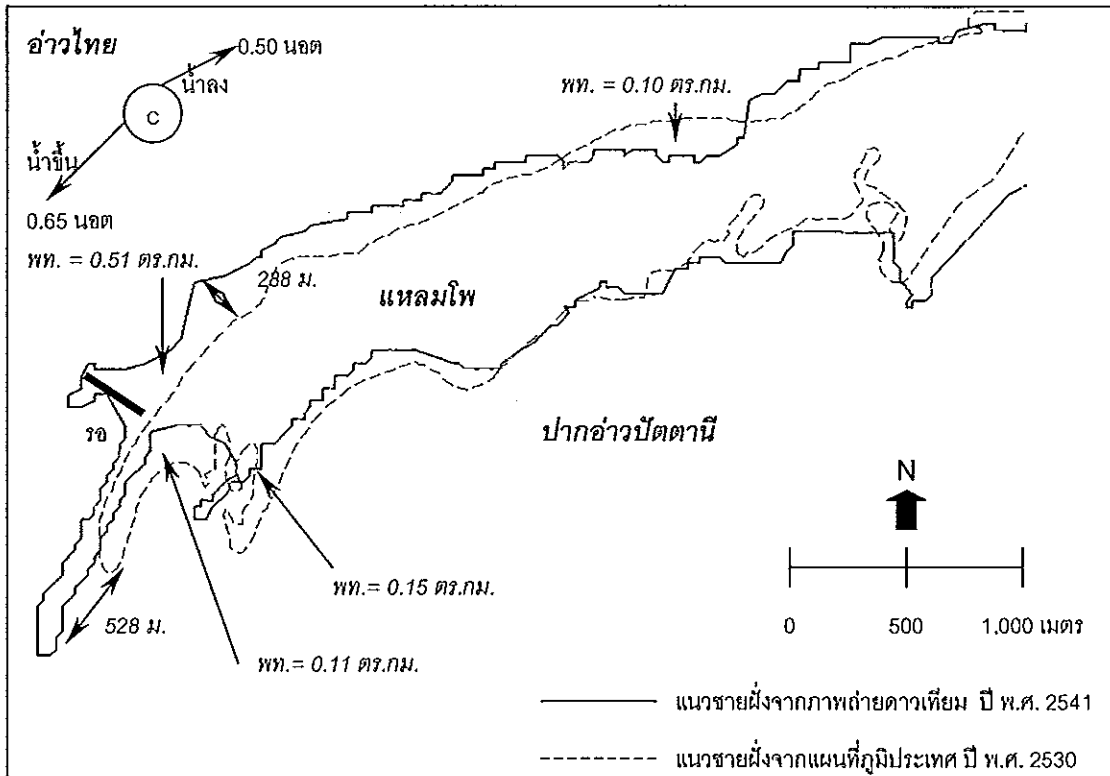 อ่าวไทย
0.50 นอต
น้ำลง
C
น้ำขึ้น
0.65 นอต
พท. = 0.10 ตร.กม.
พท. = 0.51 ตร.กม.
288 ม.
แหลมโพ
รอ
ปากอ่าวปัตตานี
N
พท.= 0.15 ตร.กม.
528 ม.
พท.= 0.11 ตร.กม.
0 500 1,000 เมตร
แนวชายฝั่งจากภาพถ่ายดาวเทียม ปี พ.ศ. 2541
แนวชายฝั่งจากแผนที่ภูมิประเทศ ปี พ.ศ. 2530